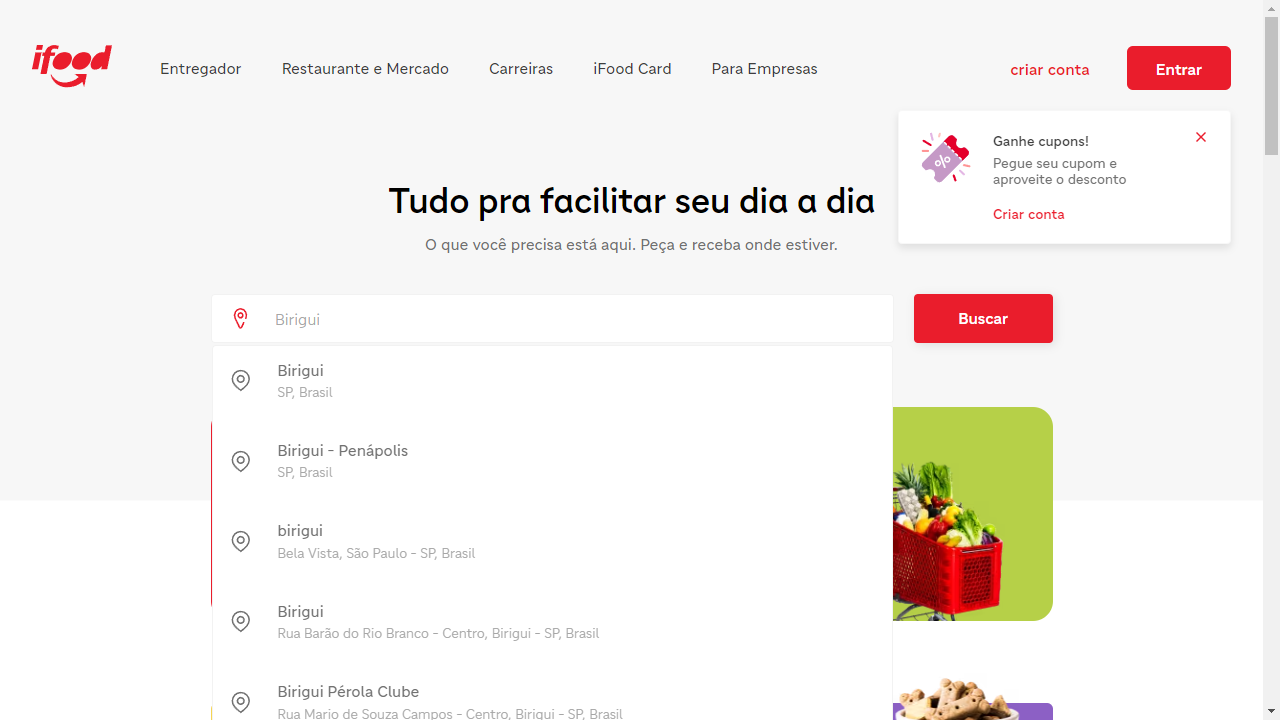 ifood
Entregador
Restaurante e Mercado
Carreiras
iFood Card
Para Empresas
criar conta
Entrar
Ganhe cupons!
Pegue seu cupom e
aproveite o desconto
Criar conta
%
Tudo pra facilitar seu dia a dia
O que você precisa está aqui. Peça e receba onde estiver.
Birigui
Buscar
Birigui
SP, Brasil
Birigui - Penápolis
SP, Brasil
birigui
Bela Vista, São Paulo - SP, Brasil
Birigui
Rua Barão do Rio Branco - Centro, Birigui - SP, Brasil
Birigui Pérola Clube
Rua Mario de Souza Campos - Centro, Birigui - SP, Brasil